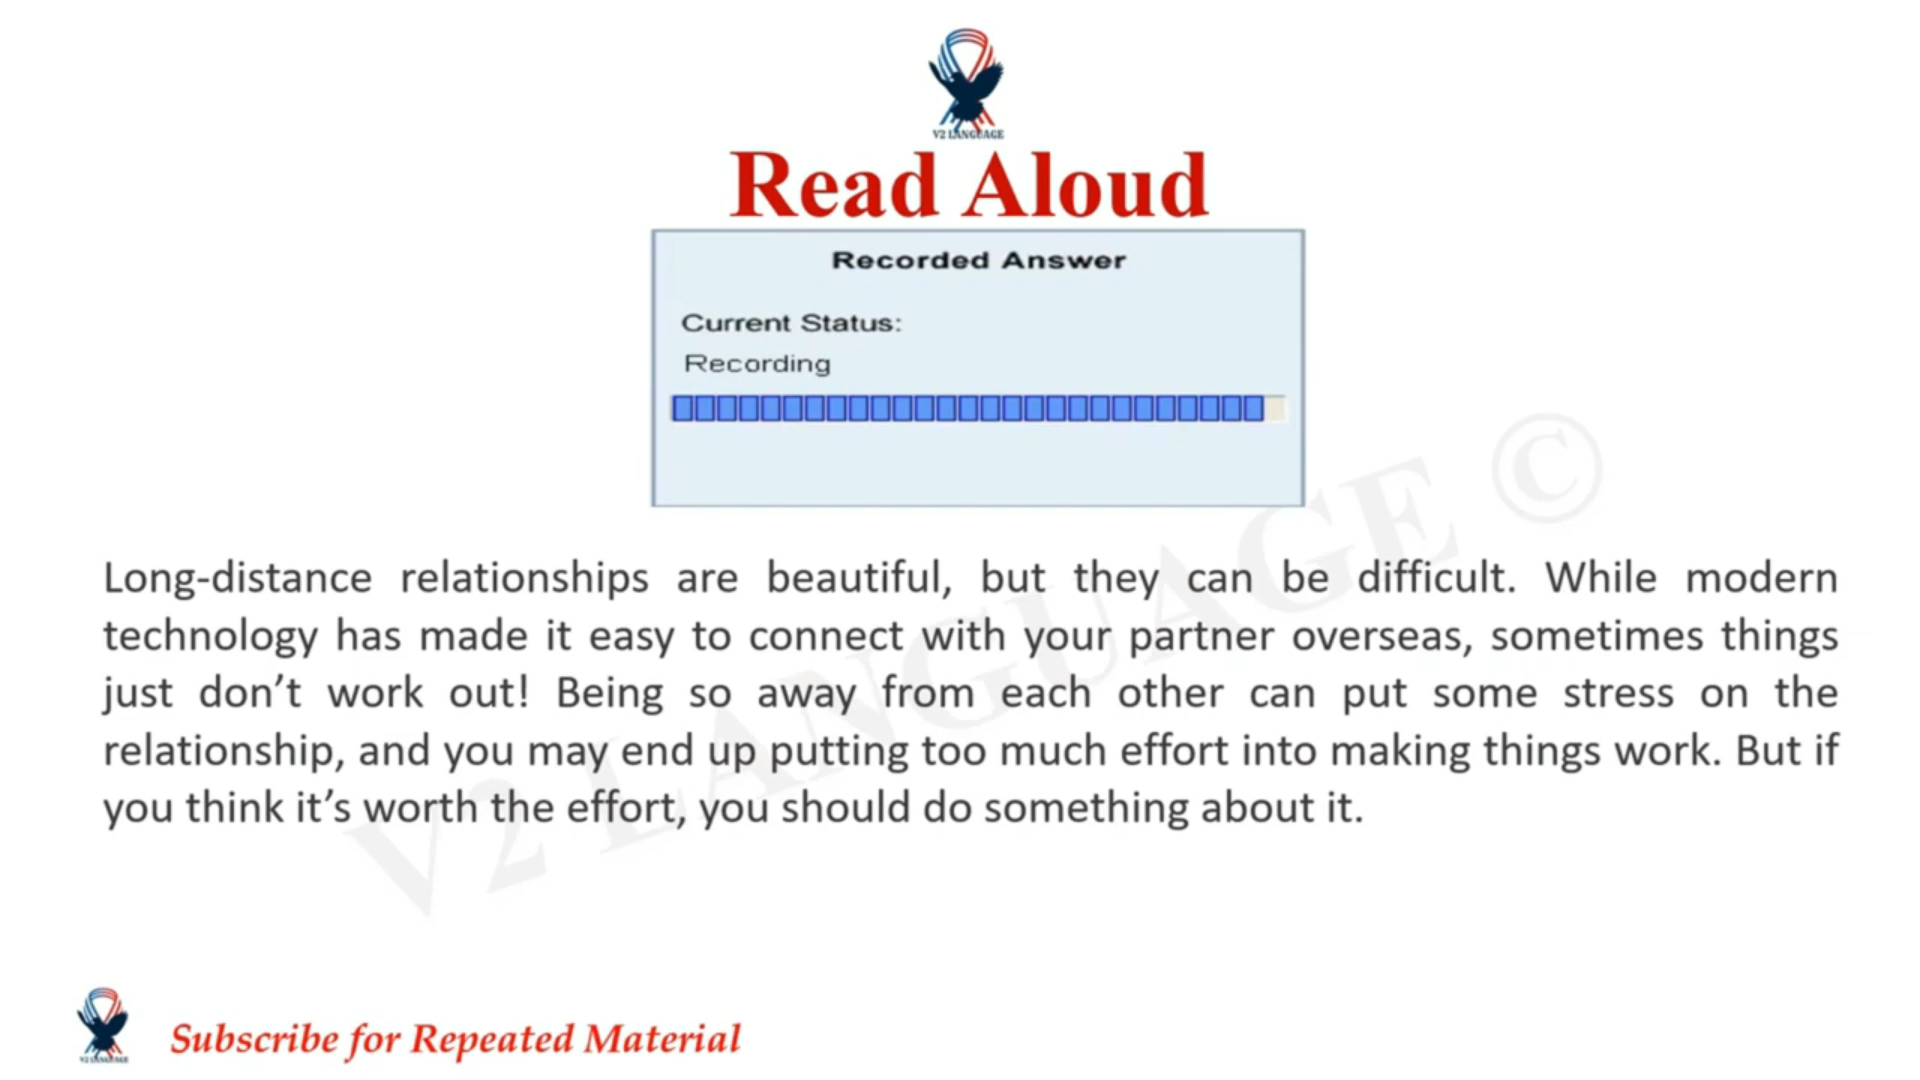 V2 LANGUAGE
Read Aloud
Recorded Answer
Current Status:
Recording
V2 LANGUAGE ©
Long-distance relationships are beautiful, but they can be difficult. While modern
technology has made it easy to connect with your partner overseas, sometimes things
just don’t work out! Being so away from each other can put some stress on the
relationship, and you may end up putting too much effort into making things work. But if
you think it’s worth the effort, you should do something about it.
V2 LANGUAGE
Subscribe for Repeated Material